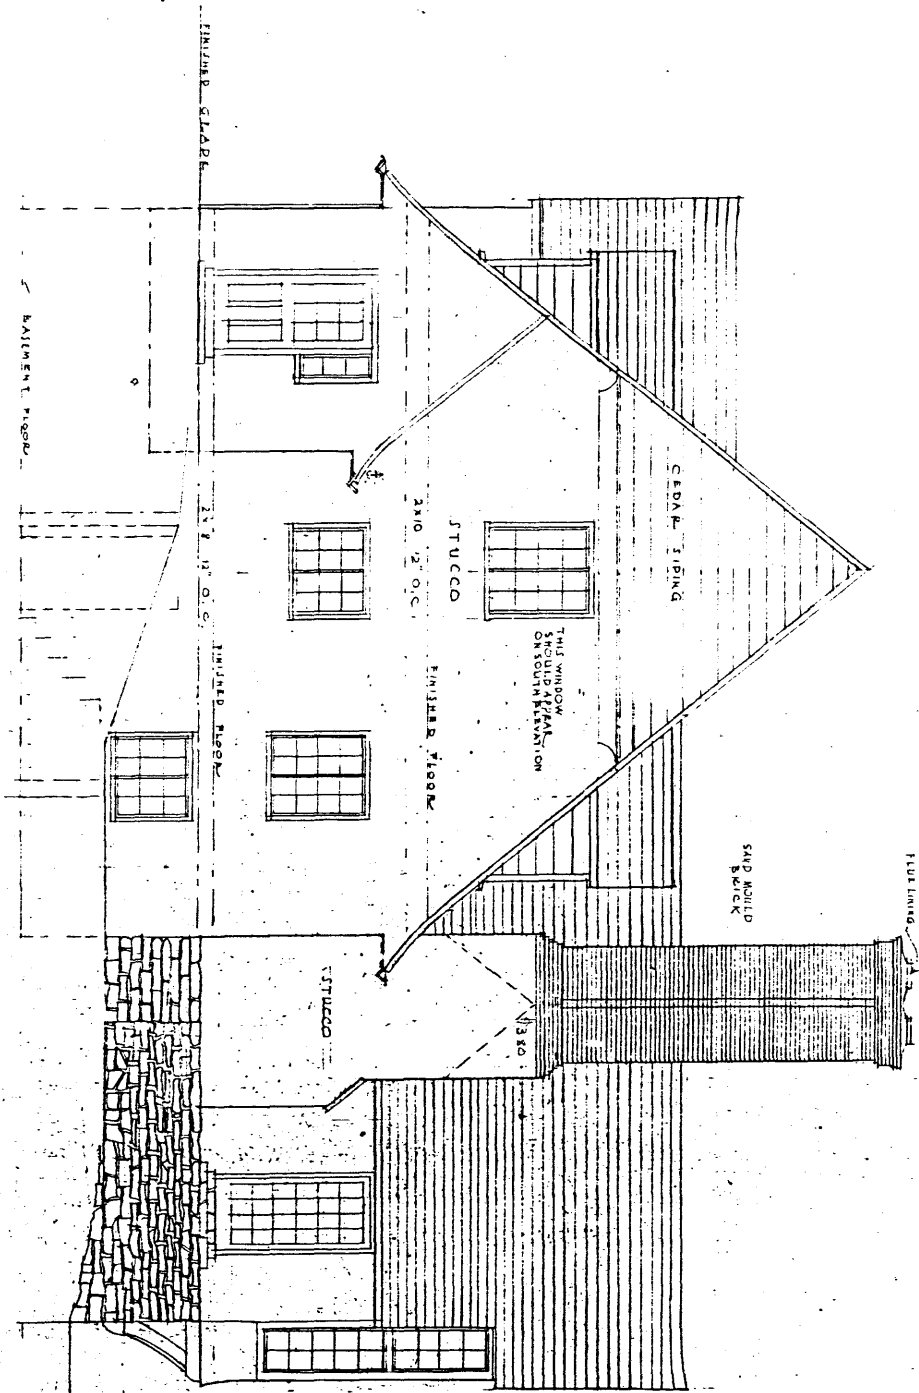 FLUE LINING
SAND MOULD
BRICK
CEDAR SIDING
THIS WINDOW
SHOULD APPEAR
ON SOUTH ELEVATION
STUCCO
2X10 12" O.C.
FINISHED FLOOR
STUCCO
2X8 12" O.C.
FINISHED FLOOR
FINISHED GRADE
BASEMENT FLOOR